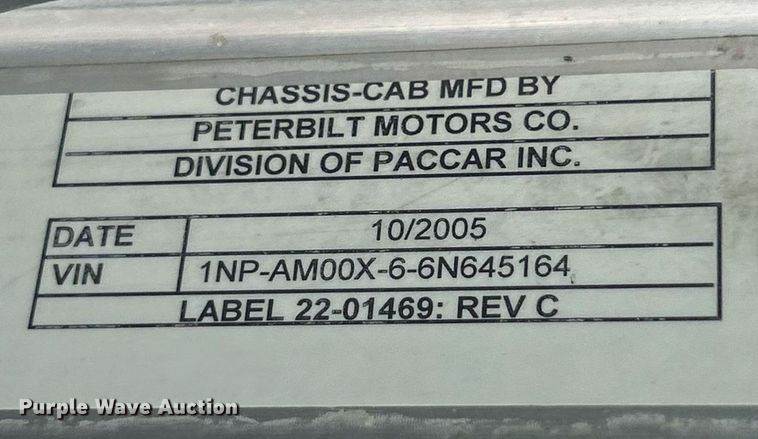 CHASSIS-CAB MFD BY
PETERBILT MOTORS CO.
DIVISION OF PACCAR INC.
DATE 10/2005
VIN 1NP-AM00X-6-6N645164
LABEL 22-01469: REV C
Purple Wave Auction